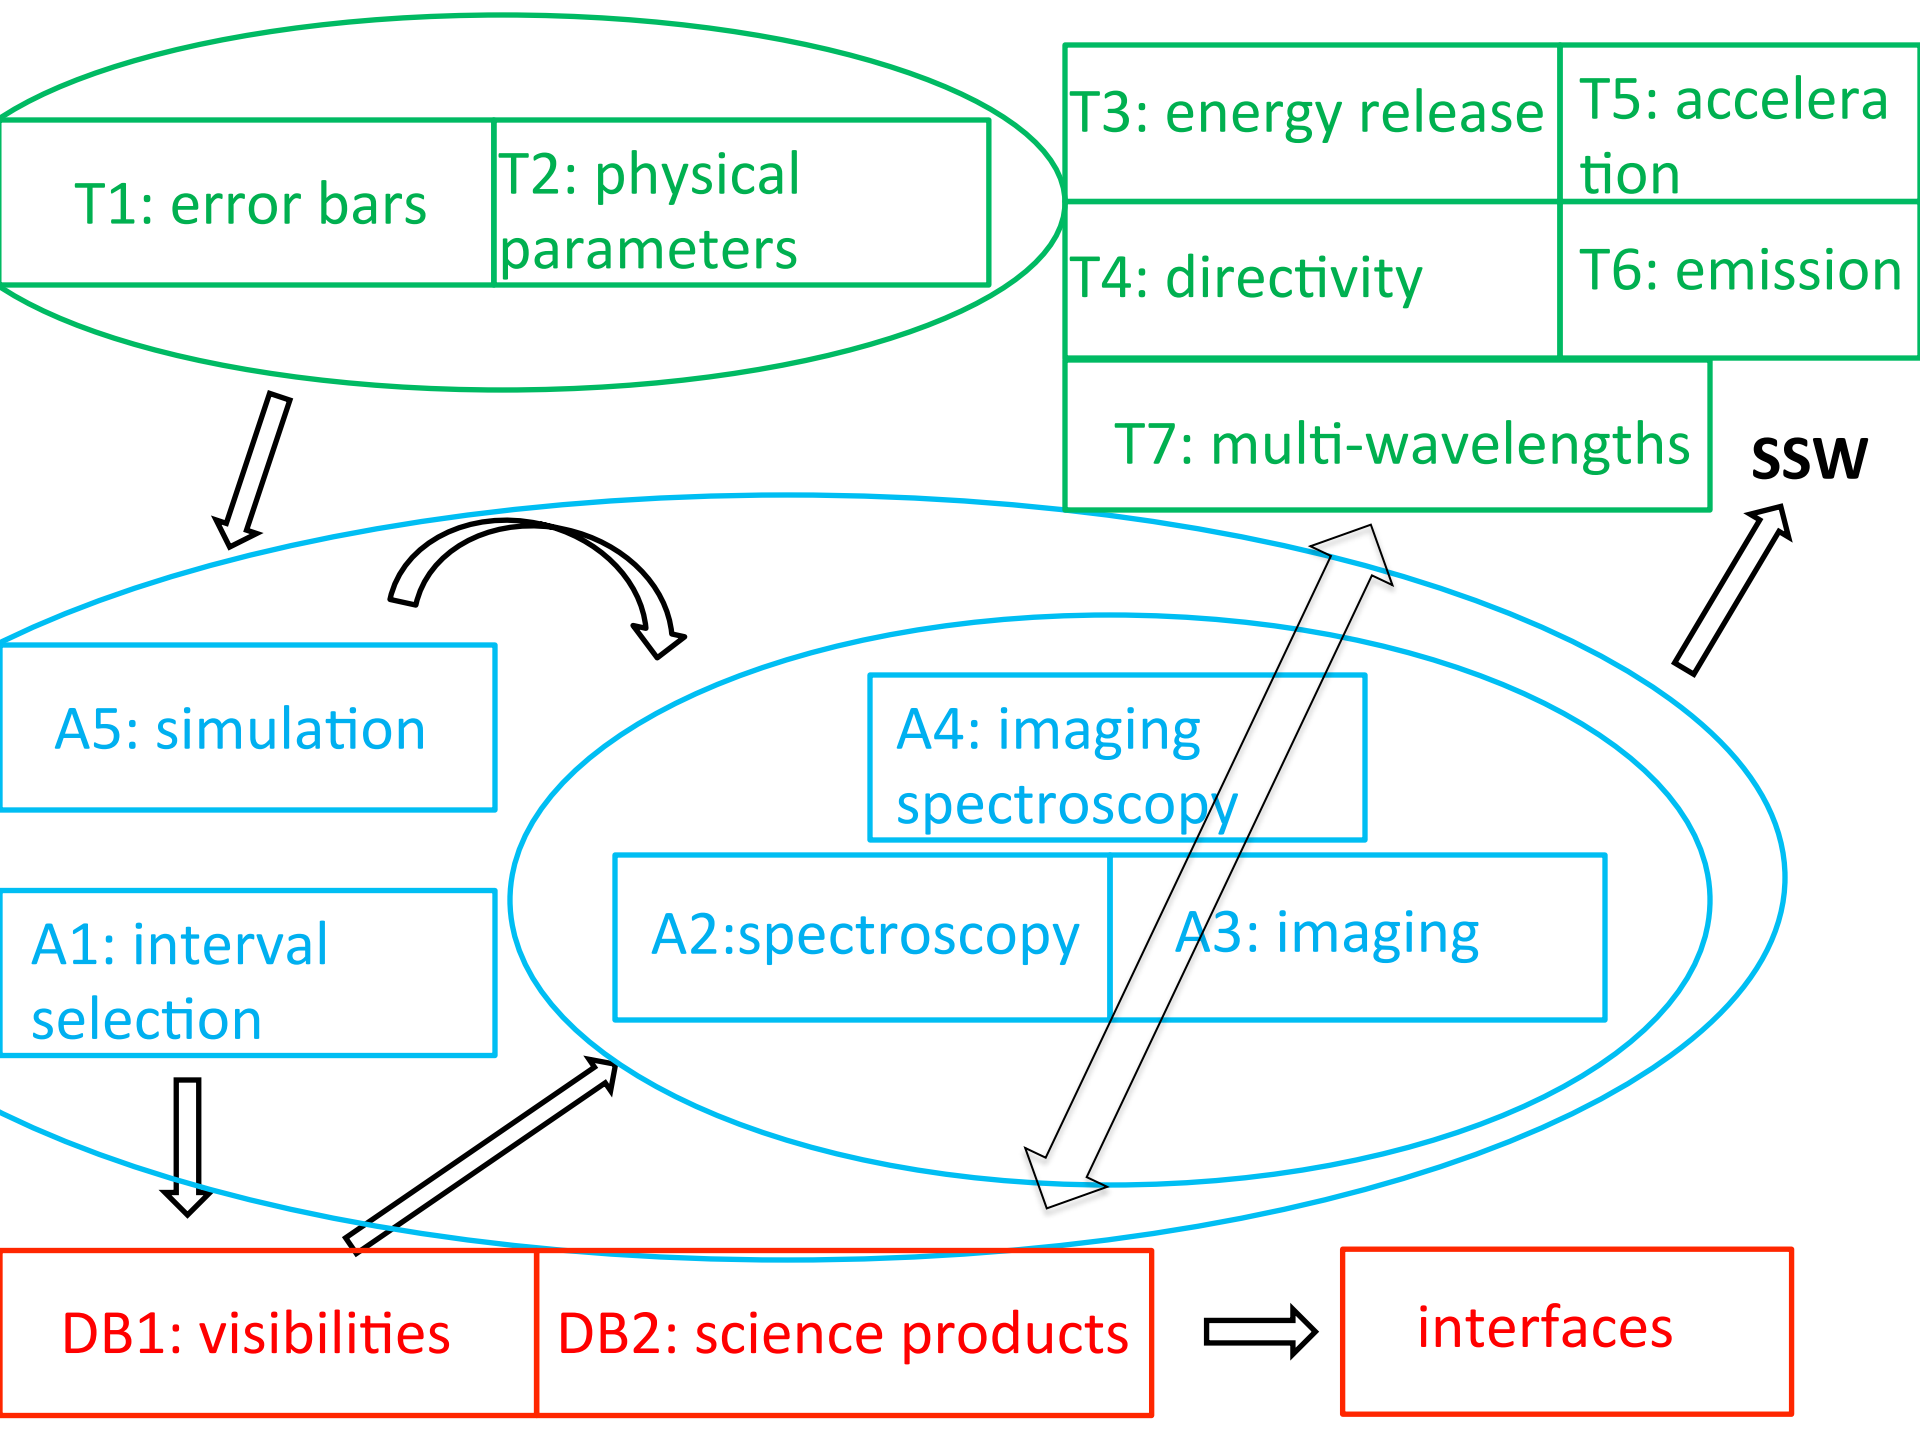 T1: error bars
T2: physical
parameters
T3: energy release
T5: accelera
tion
T4: directivity
T6: emission
T7: multi-wavelengths
SSW
A5: simulation
A4: imaging
spectroscopy
A1: interval
selection
A2:spectroscopy
A3: imaging
DB1: visibilities
DB2: science products
interfaces